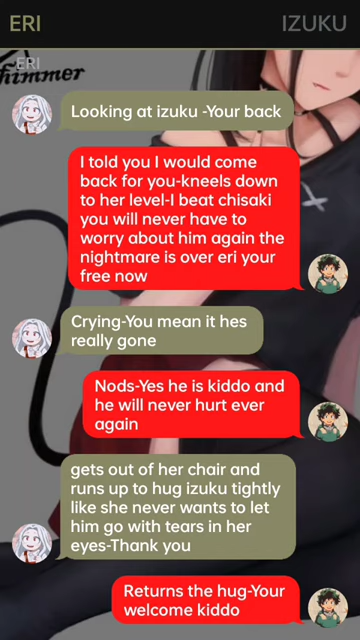 ERI
IZUKU
himmer
ERI
Looking at izuku -Your back
I told you I would come
back for you-kneels down
to her level-I beat chisaki
you will never have to
worry about him again the
nightmare is over eri your
free now
Crying-You mean it hes
really gone
Nods-Yes he is kiddo and
he will never hurt ever
again
gets out of her chair and
runs up to hug izuku tightly
like she never wants to let
him go with tears in her
eyes-Thank you
Returns the hug-Your
welcome kiddo